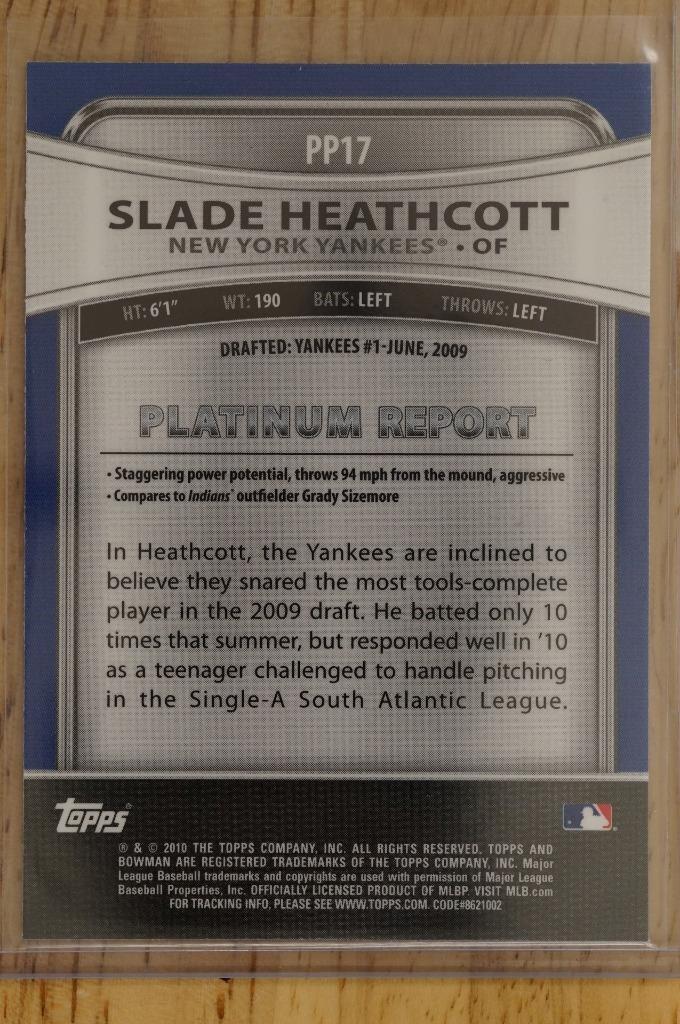 PP17
SLADE HEATHCOTT
NEW YORK YANKEES® • OF
HT: 6'1" WT: 190 BATS: LEFT THROWS: LEFT
DRAFTED: YANKEES #1-JUNE, 2009
PLATINUM REPORT
• Staggering power potential, throws 94 mph from the mound, aggressive
• Compares to Indians® outfielder Grady Sizemore
In Heathcott, the Yankees are inclined to
believe they snared the most tools-complete
player in the 2009 draft. He batted only 10
times that summer, but responded well in '10
as a teenager challenged to handle pitching
in the Single-A South Atlantic League.
Topps®
® & © 2010 THE TOPPS COMPANY, INC. ALL RIGHTS RESERVED. TOPPS AND
BOWMAN ARE REGISTERED TRADEMARKS OF THE TOPPS COMPANY, INC. Major
League Baseball trademarks and copyrights are used with permission of Major League
Baseball Properties, Inc. OFFICIALLY LICENSED PRODUCT OF MLBP. VISIT MLB.com
FOR TRACKING INFO, PLEASE SEE WWW.TOPPS.COM. CODE#8621002